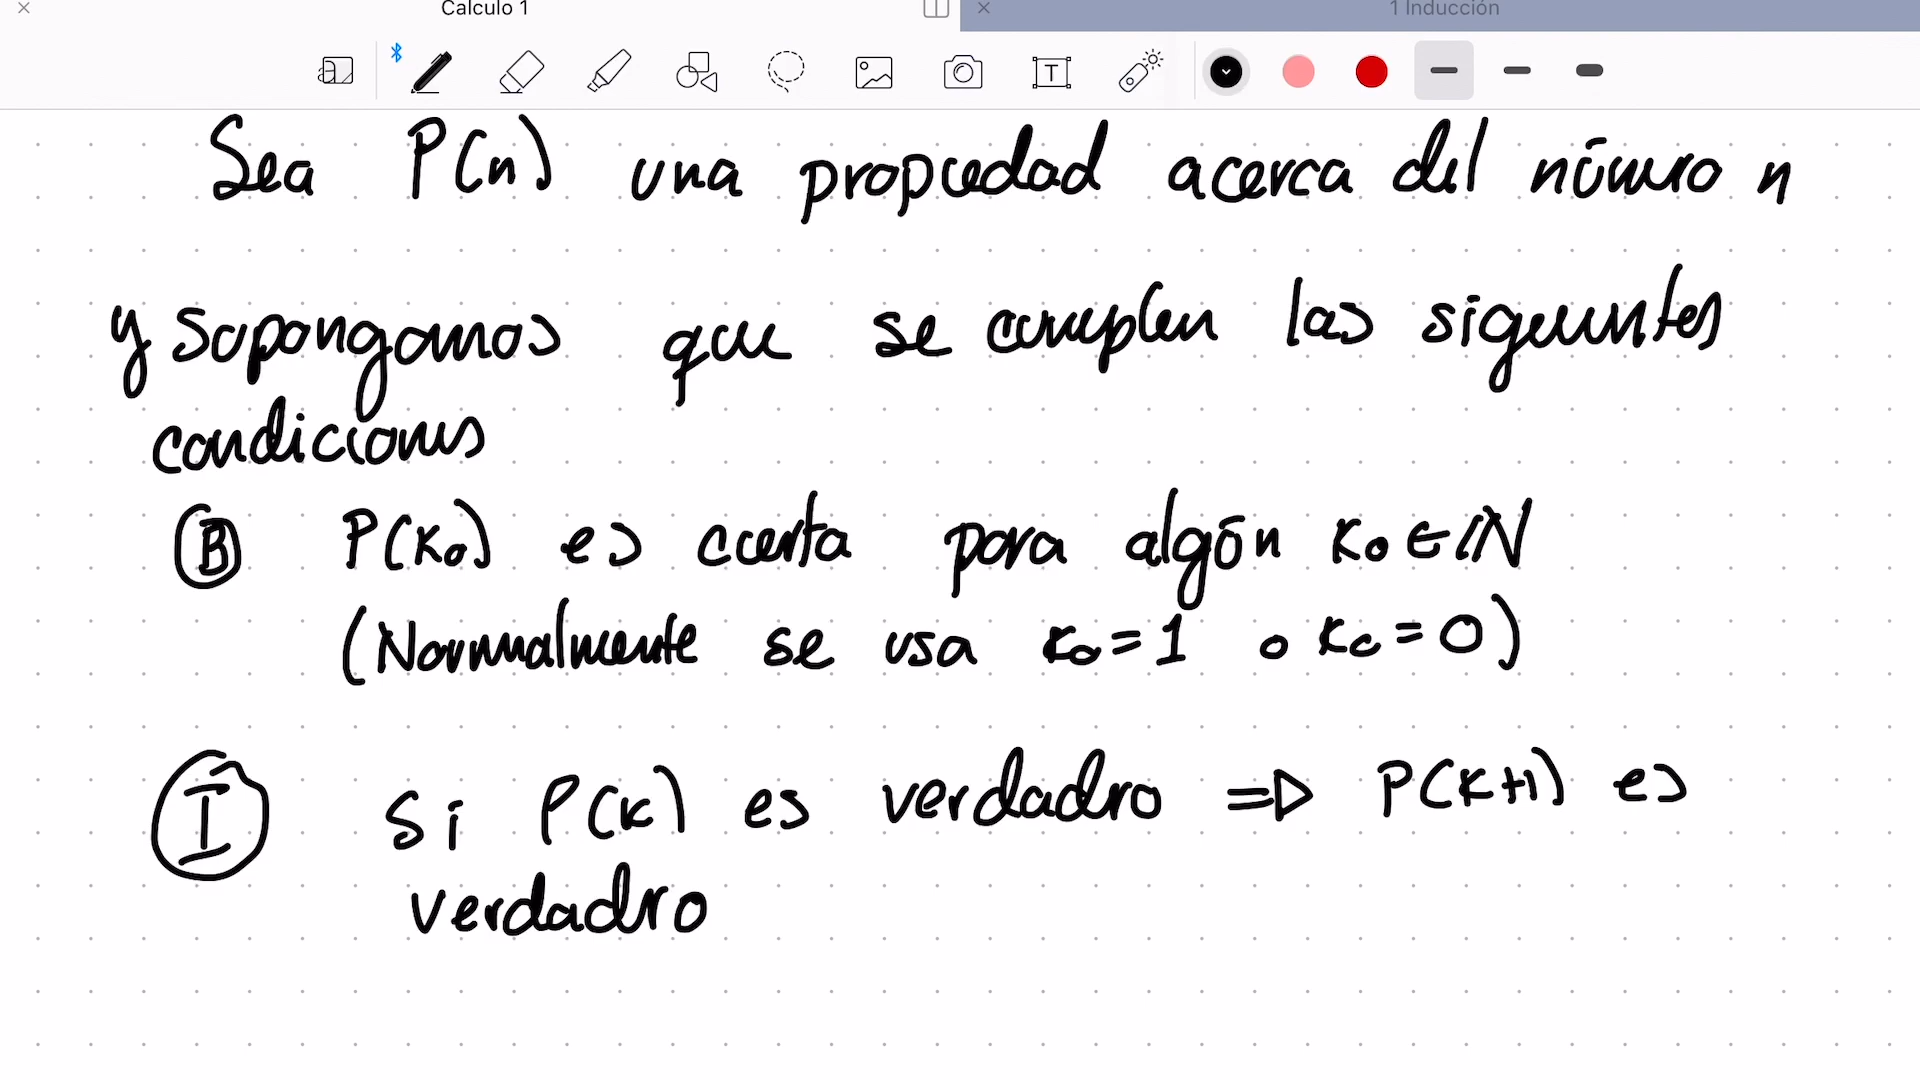 Calculo 1
1 Inducción
Sea P(n) una propiedad acerca del número n
y supongamos que se cumplen las siguientes
condiciones
B P(K₀) es cierta para algún K₀ ∈ ℕ
(Normalmente se usa K₀ = 1 o K₀ = 0)
I Si P(K) es verdadero ⇒ P(K+1) es
verdadero